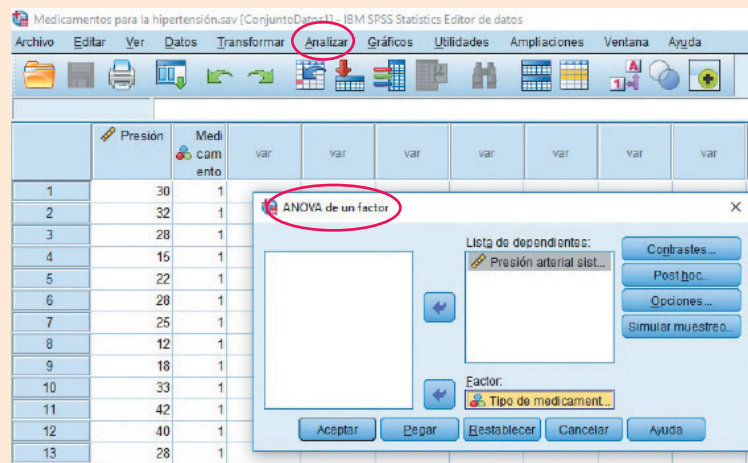 Medicamentos para la hipertensión.sav [ConjuntoDatos1] - IBM SPSS Statistics Editor de datos
Archivo Editar Ver Datos Transformar Analizar Gráficos Utilidades Ampliaciones Ventana Ayuda
Presión Medicamento var var var var var var var
1 30 1
2 32 1
3 28 1
4 15 1
5 22 1
6 28 1
7 25 1
8 12 1
9 18 1
10 33 1
11 42 1
12 40 1
13 28 1
ANOVA de un factor
Lista de dependientes:
Presión arterial sist...
Contrastes...
Post hoc...
Opciones...
Simular muestreo...
Factor:
Tipo de medicament...
Aceptar Pegar Restablecer Cancelar Ayuda